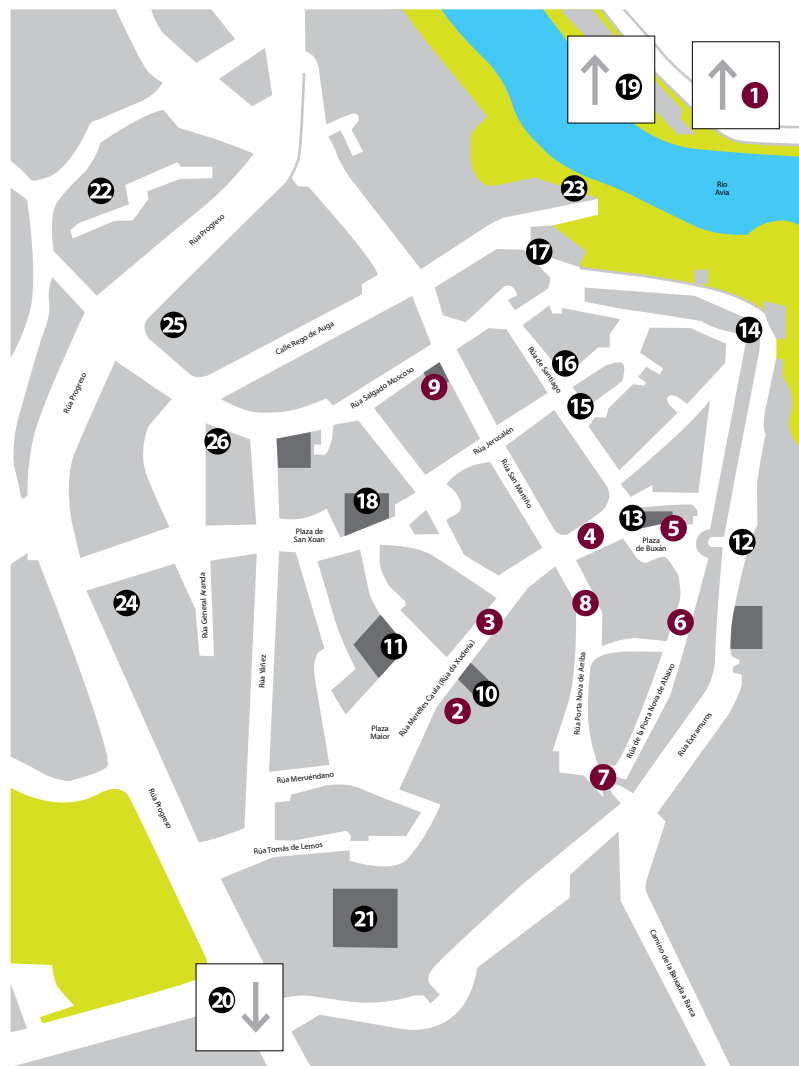 19
1
Río
Avia
22
23
Rúa Progreso
17
25
14
Calle Rego de Auga
16
Rúa de Santiago
9
Rúa Salgado Moscoso
Rúa Progreso
15
26
Rúa Jerusalén
Rúa San Martiño
18
13
5
Plaza de
San Xoan
4
Plaza
de Buxán
12
24
Rúa General Aranda
8
3
6
11
Rúa Yáñez
Rúa Merelles Caula (Rúa da Xudería)
10
2
Rúa Porta Nova de Arriba
Rúa de la Porta Nova de Abaixo
Rúa Extramuros
Plaza
Maior
7
Rúa Meruéndano
Rúa Progreso
Rúa Tomás de Lemos
21
Camino de la Baixada a Barca
20